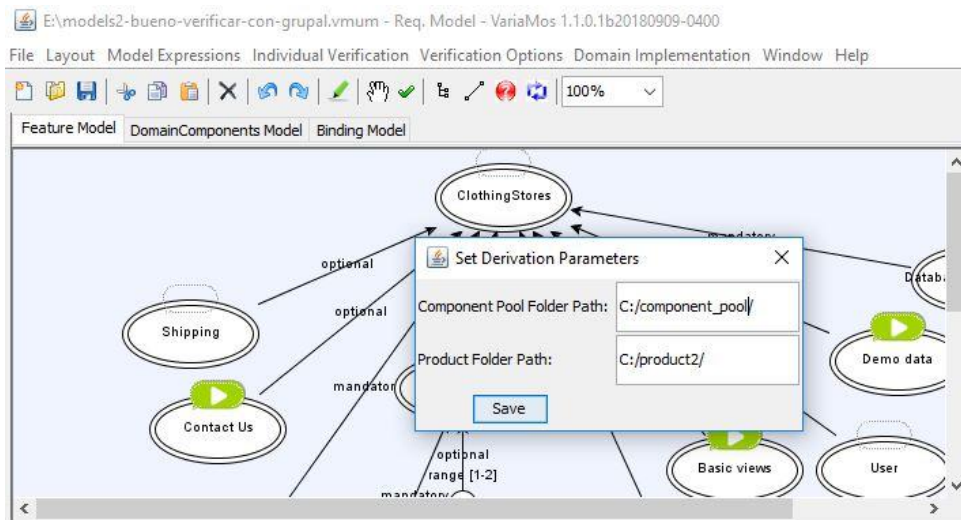 E:\models2-bueno-verificar-con-grupal.vmum - Req. Model - VariaMos 1.1.0.1b20180909-0400
File Layout Model Expressions Individual Verification Verification Options Domain Implementation Window Help
100%
Feature Model DomainComponents Model Binding Model
ClothingStores
mandatory
Set Derivation Parameters
optional
Datab
Component Pool Folder Path: C:/component_pool/
optional
Shipping
Demo data
Product Folder Path: C:/product2/
mandator
Save
Contact Us
optional
range [1-2]
Basic views
User
mandatory